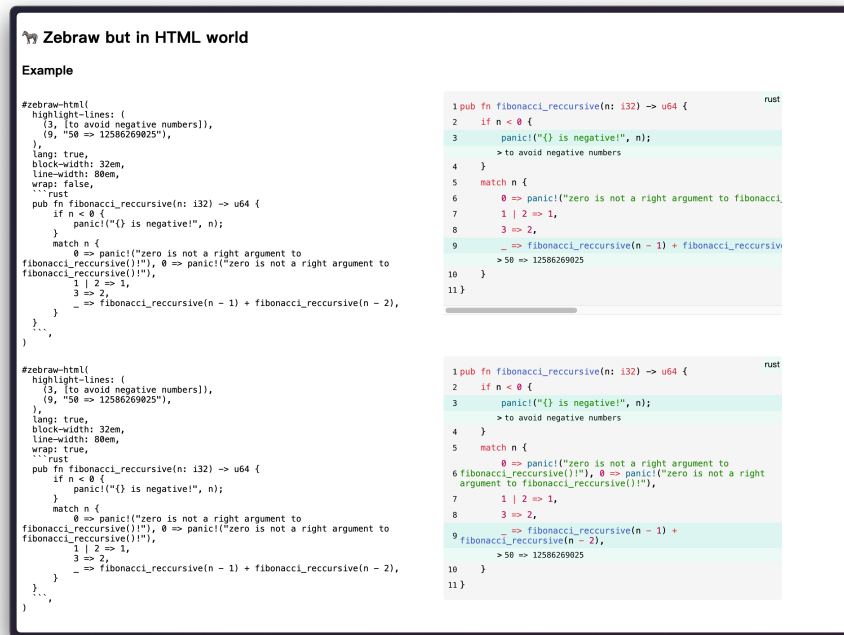 🦓 Zebraw but in HTML world
Example
#zebraw-html(
  highlight-lines: (
    (3, [to avoid negative numbers]),
    (9, "50 => 12586269025"),
  ),
  lang: true,
  block-width: 32em,
  line-width: 80em,
  wrap: false,
  ```rust
  pub fn fibonacci_reccursive(n: i32) -> u64 {
      if n < 0 {
          panic!("{} is negative!", n);
      }
      match n {
          0 => panic!("zero is not a right argument to
fibonacci_reccursive()!"), 0 => panic!("zero is not a right argument to
fibonacci_reccursive()!"),
          1 | 2 => 1,
          3 => 2,
          _ => fibonacci_reccursive(n - 1) + fibonacci_reccursive(n - 2),
      }
  }
  ```,
)
rust
1 pub fn fibonacci_reccursive(n: i32) -> u64 {
2     if n < 0 {
3         panic!("{} is negative!", n);
> to avoid negative numbers
4     }
5     match n {
6         0 => panic!("zero is not a right argument to fibonacci_
7         1 | 2 => 1,
8         3 => 2,
9         _ => fibonacci_reccursive(n - 1) + fibonacci_reccursive
> 50 => 12586269025
10     }
11 }
#zebraw-html(
  highlight-lines: (
    (3, [to avoid negative numbers]),
    (9, "50 => 12586269025"),
  ),
  lang: true,
  block-width: 32em,
  line-width: 80em,
  wrap: true,
  ```rust
  pub fn fibonacci_reccursive(n: i32) -> u64 {
      if n < 0 {
          panic!("{} is negative!", n);
      }
      match n {
          0 => panic!("zero is not a right argument to
fibonacci_reccursive()!"), 0 => panic!("zero is not a right argument to
fibonacci_reccursive()!"),
          1 | 2 => 1,
          3 => 2,
          _ => fibonacci_reccursive(n - 1) + fibonacci_reccursive(n - 2),
      }
  }
  ```,
)
rust
1 pub fn fibonacci_reccursive(n: i32) -> u64 {
2     if n < 0 {
3         panic!("{} is negative!", n);
> to avoid negative numbers
4     }
5     match n {
          0 => panic!("zero is not a right argument to
6 fibonacci_reccursive()!"), 0 => panic!("zero is not a right
argument to fibonacci_reccursive()!"),
7         1 | 2 => 1,
8         3 => 2,
9         _ => fibonacci_reccursive(n - 1) +
fibonacci_reccursive(n - 2),
> 50 => 12586269025
10     }
11 }